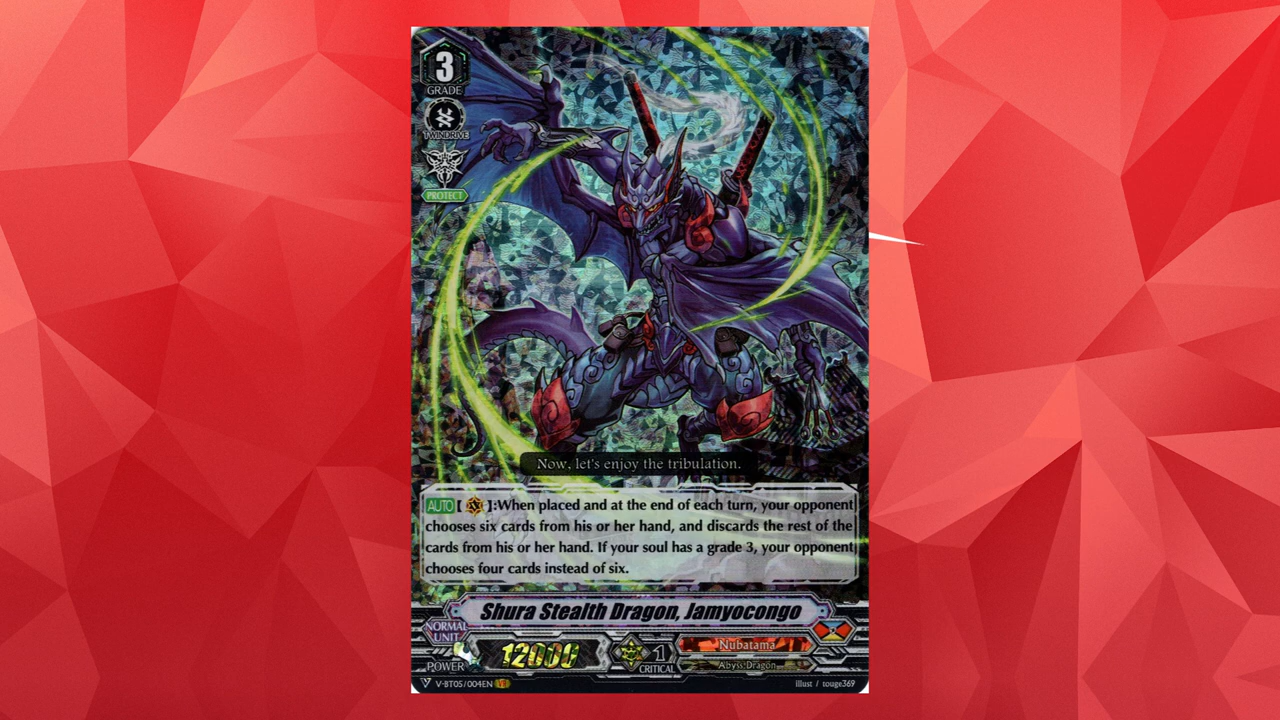 3
GRADE
TWINDRIVE
PROTECT
Now, let's enjoy the tribulation.
AUTO [ ]:When placed and at the end of each turn, your opponent
chooses six cards from his or her hand, and discards the rest of the
cards from his or her hand. If your soul has a grade 3, your opponent
chooses four cards instead of six.
Shura Stealth Dragon, Jamyocongo
NORMAL
UNIT
POWER 12000 1 CRITICAL
Nubatama
Abyss Dragon
V-BT05/004EN VR illust / touge369